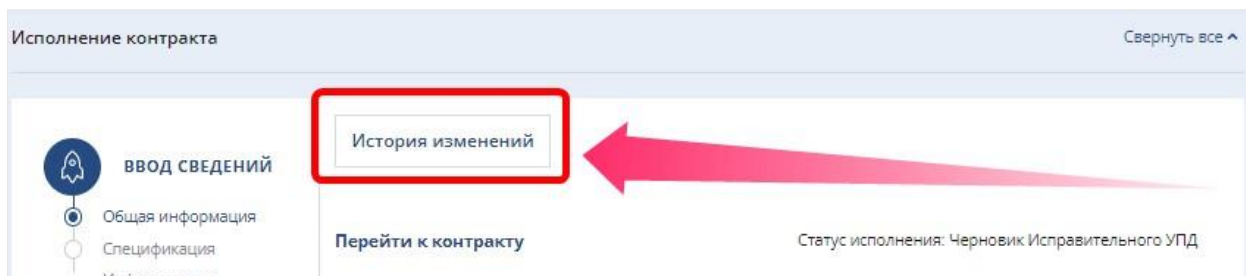 Исполнение контракта
Свернуть все
История изменений
ВВОД СВЕДЕНИЙ
Общая информация
Спецификация
Перейти к контракту
Статус исполнения: Черновик Исправительного УПД